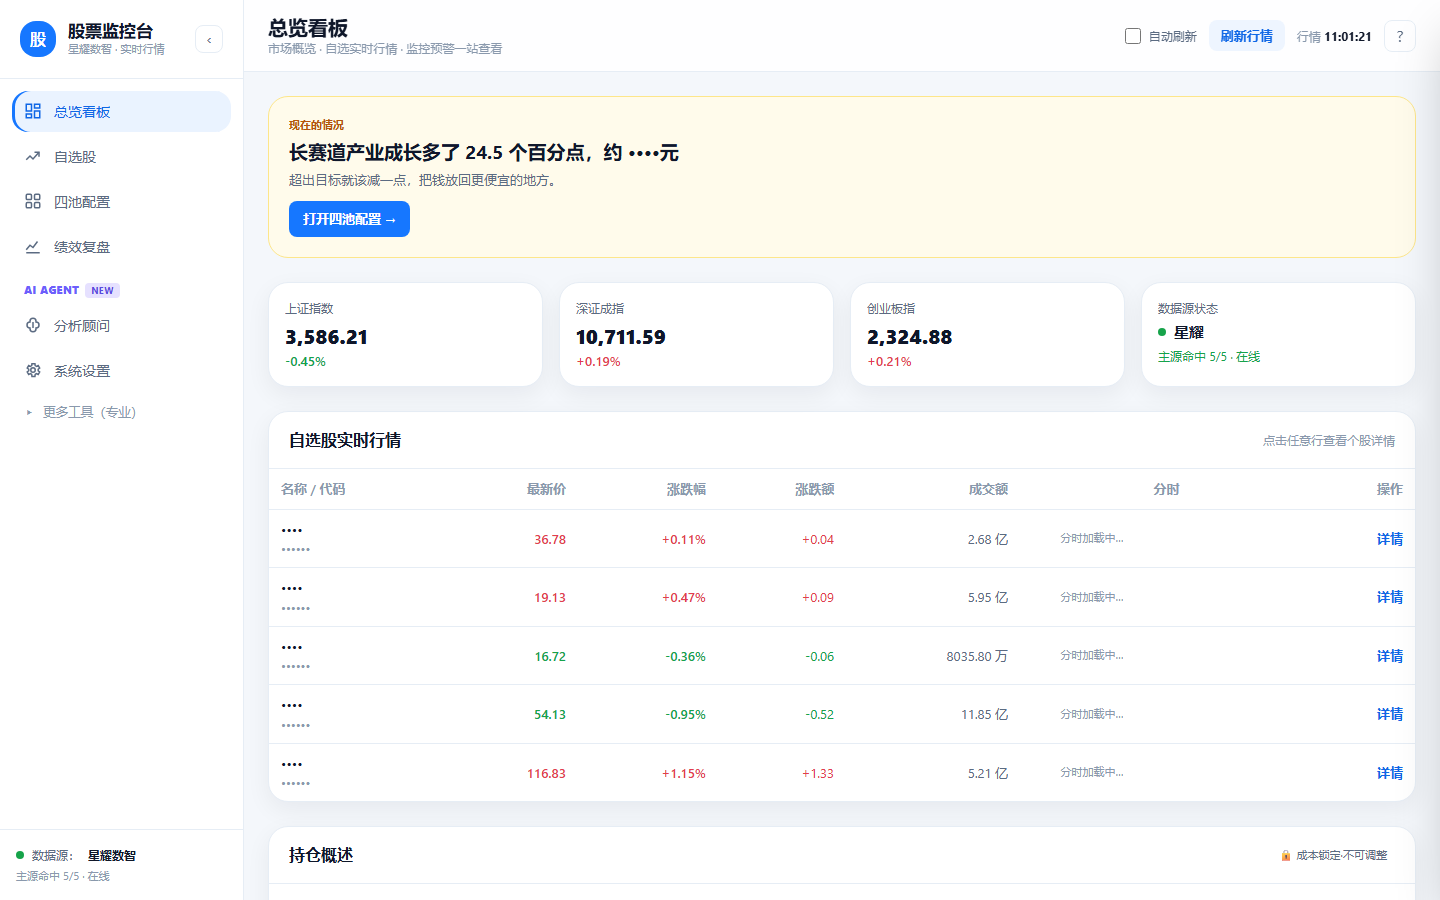 股
股票监控台
星耀数智 · 实时行情
‹
总览看板
自选股
四池配置
绩效复盘
AI AGENT NEW
分析顾问
系统设置
▸ 更多工具（专业）
数据源： 星耀数智
主源命中 5/5 · 在线
总览看板
市场概览 · 自选实时行情 · 监控预警一站查看
自动刷新 刷新行情 行情 11:01:21 ?
现在的情况
长赛道产业成长多了 24.5 个百分点，约 ••••元
超出目标就该减一点，把钱放回更便宜的地方。
打开四池配置 →
上证指数
3,586.21
-0.45%
深证成指
10,711.59
+0.19%
创业板指
2,324.88
+0.21%
数据源状态
星耀
主源命中 5/5 · 在线
自选股实时行情 点击任意行查看个股详情
名称 / 代码 最新价 涨跌幅 涨跌额 成交额 分时 操作
••••
•••••• 36.78 +0.11% +0.04 2.68 亿 分时加载中... 详情
••••
•••••• 19.13 +0.47% +0.09 5.95 亿 分时加载中... 详情
••••
•••••• 16.72 -0.36% -0.06 8035.80 万 分时加载中... 详情
••••
•••••• 54.13 -0.95% -0.52 11.85 亿 分时加载中... 详情
••••
•••••• 116.83 +1.15% +1.33 5.21 亿 分时加载中... 详情
持仓概述 🔒 成本锁定·不可调整